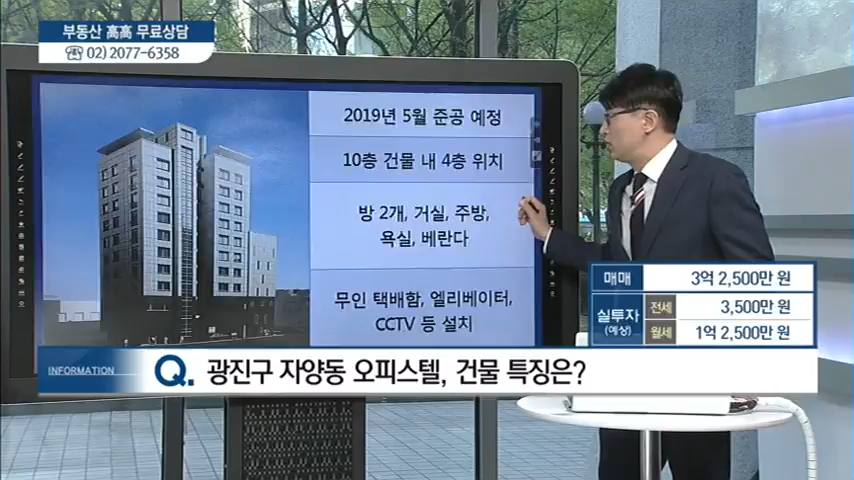 부동산 高高 무료상담
☎ 02) 2077-6358
2019년 5월 준공 예정
10층 건물 내 4층 위치
방 2개, 거실, 주방,
욕실, 베란다
무인 택배함, 엘리베이터,
CCTV 등 설치
매매 3억 2,500만 원
실투자 (예상) 전세 3,500만 원
월세 1억 2,500만 원
INFORMATION
Q. 광진구 자양동 오피스텔, 건물 특징은?